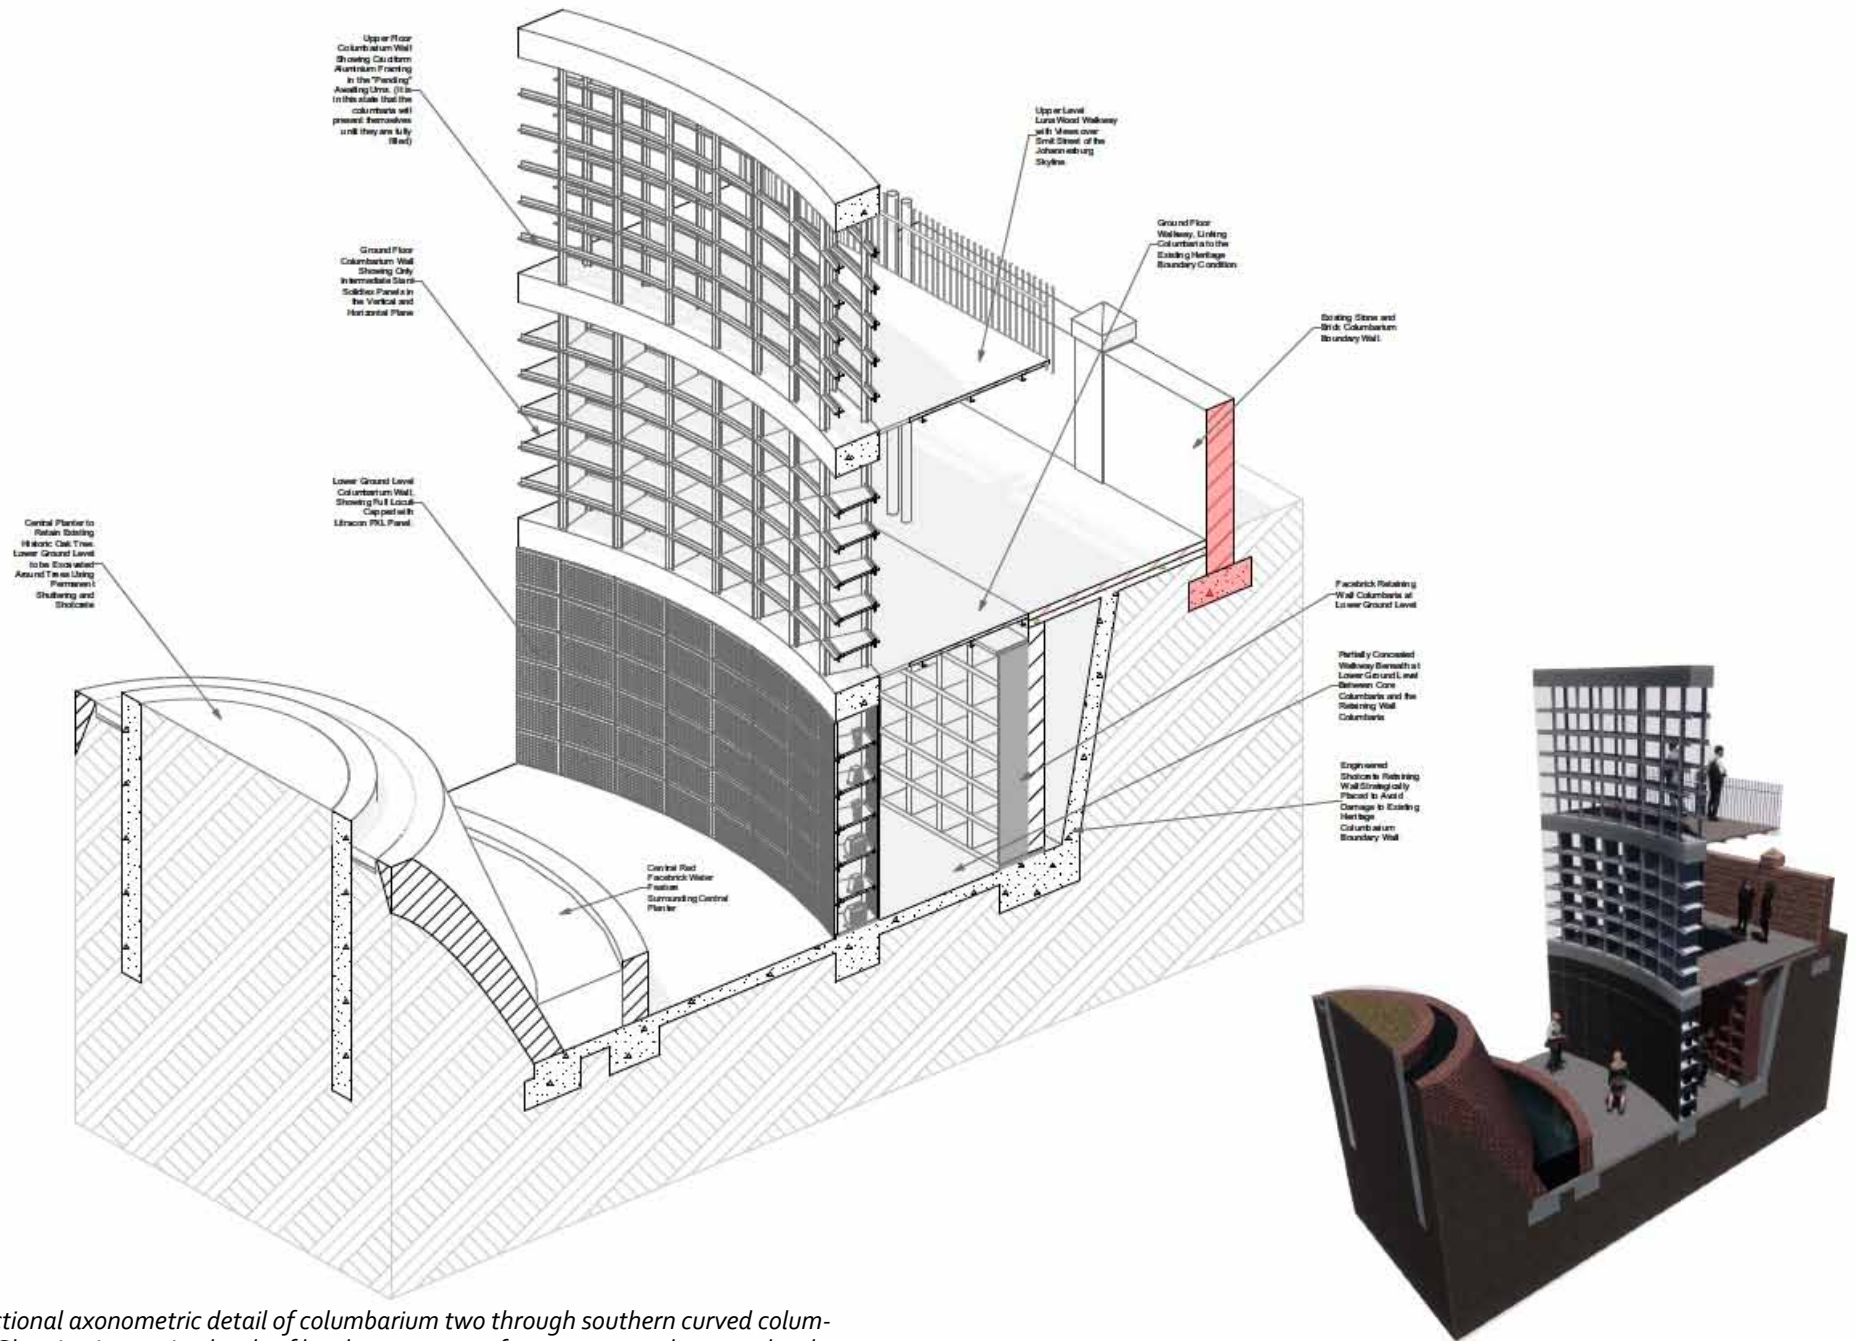 Upper Floor
Columbarium Wall
Showing Cruciform
Aluminium Framing
in the "Pending"
Awaiting Urns. (It is
in this state that the
columbaria will
present themselves
until they are fully
filled)
Ground Floor
Columbarium Wall
Showing Only
Intermediate Slant
Soliditex Panels in
the Vertical and
Horizontal Plane
Lower Ground Level
Columbarium Wall,
Showing Full Loculi
Capped with
Litracon PXL Panel
Central Planter to
Retain Existing
Historic Oak Trees.
Lower Ground Level
to be Excavated
Around Trees Using
Permanent
Shuttering and
Shotcrete
Upper Level
Luna Wood Walkway
with Views over
Smit Street of the
Johannesburg
Skyline
Ground Floor
Walkway, Linking
Columbaria to the
Existing Heritage
Boundary Condition
Existing Stone and
Brick Columbarium
Boundary Wall.
Facebrick Retaining
Wall Columbaria at
Lower Ground Level
Partially Concealed
Walkway Beneath at
Lower Ground Level
Between Core
Columbaria and the
Retaining Wall
Columbaria
Engineered
Shotcrete Retaining
Wall Strategically
Placed to Avoid
Damage to Existing
Heritage
Columbarium
Boundary Wall
Central Red
Facebrick Water
Feature
Surrounding Central
Planter
ctional axonometric detail of columbarium two through southern curved colum-